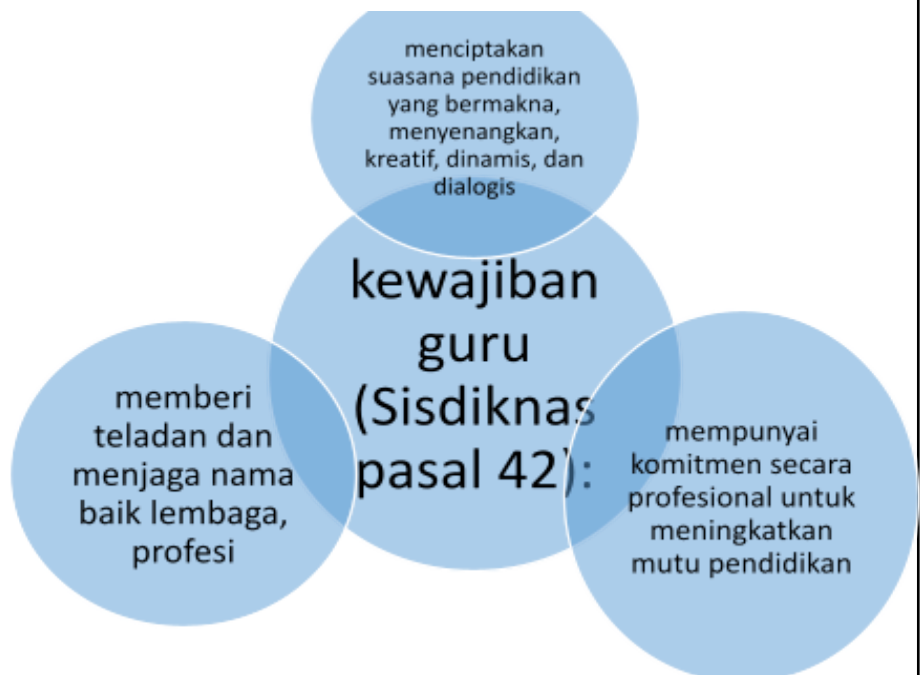 menciptakan
suasana pendidikan
yang bermakna,
menyenangkan,
kreatif, dinamis, dan
dialogis
kewajiban
guru
(Sisdiknas
pasal 42):
memberi
teladan dan
menjaga nama
baik lembaga,
profesi
mempunyai
komitmen secara
profesional untuk
meningkatkan
mutu pendidikan